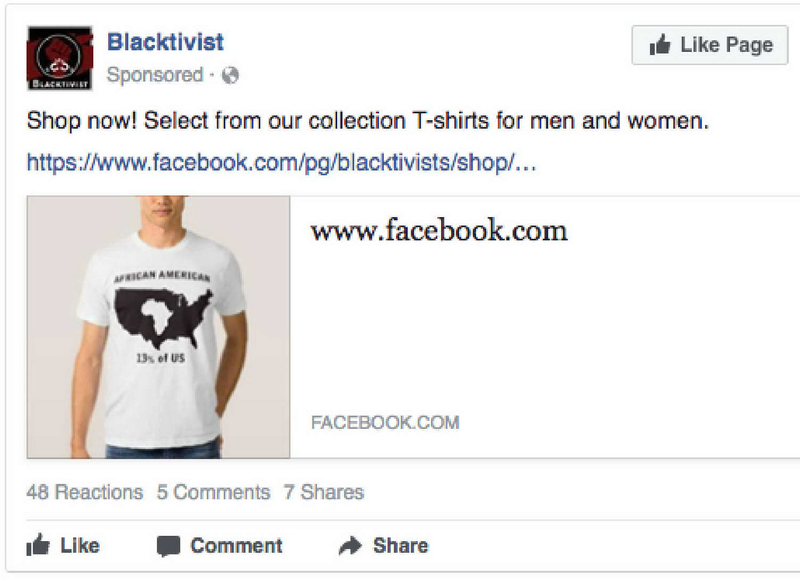 Blacktivist
Like Page
Sponsored ·
BLACKTIVIST
Shop now! Select from our collection T-shirts for men and women.
https://www.facebook.com/pg/blacktivists/shop/...
www.facebook.com
AFRICAN AMERICAN
13% of US
FACEBOOK.COM
48 Reactions 5 Comments 7 Shares
Like Comment Share